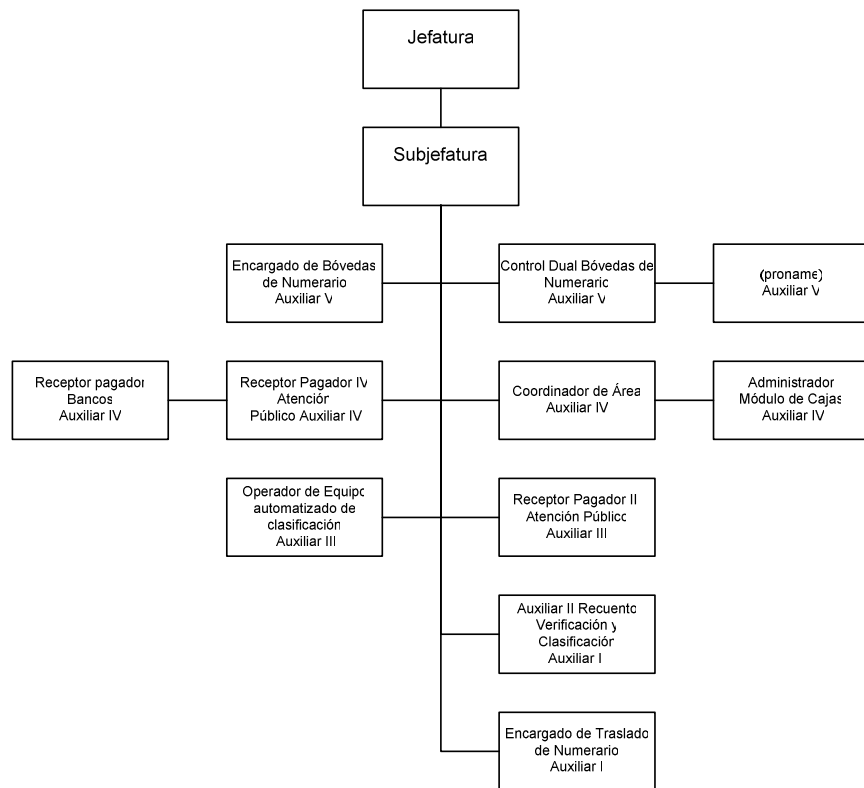 Jefatura
Subjefatura
Encargado de Bóvedas
de Numerario
Auxiliar V
Control Dual Bóvedas de
Numerario
Auxiliar V
(proname)
Auxiliar V
Receptor pagador
Bancos
Auxiliar IV
Receptor Pagador IV
Atención
Público Auxiliar IV
Coordinador de Área
Auxiliar IV
Administrador
Módulo de Cajas
Auxiliar IV
Operador de Equipo
automatizado de
clasificación
Auxiliar III
Receptor Pagador II
Atención Público
Auxiliar III
Auxiliar II Recuento
Verificación y
Clasificación
Auxiliar I
Encargado de Traslado
de Numerario
Auxiliar I